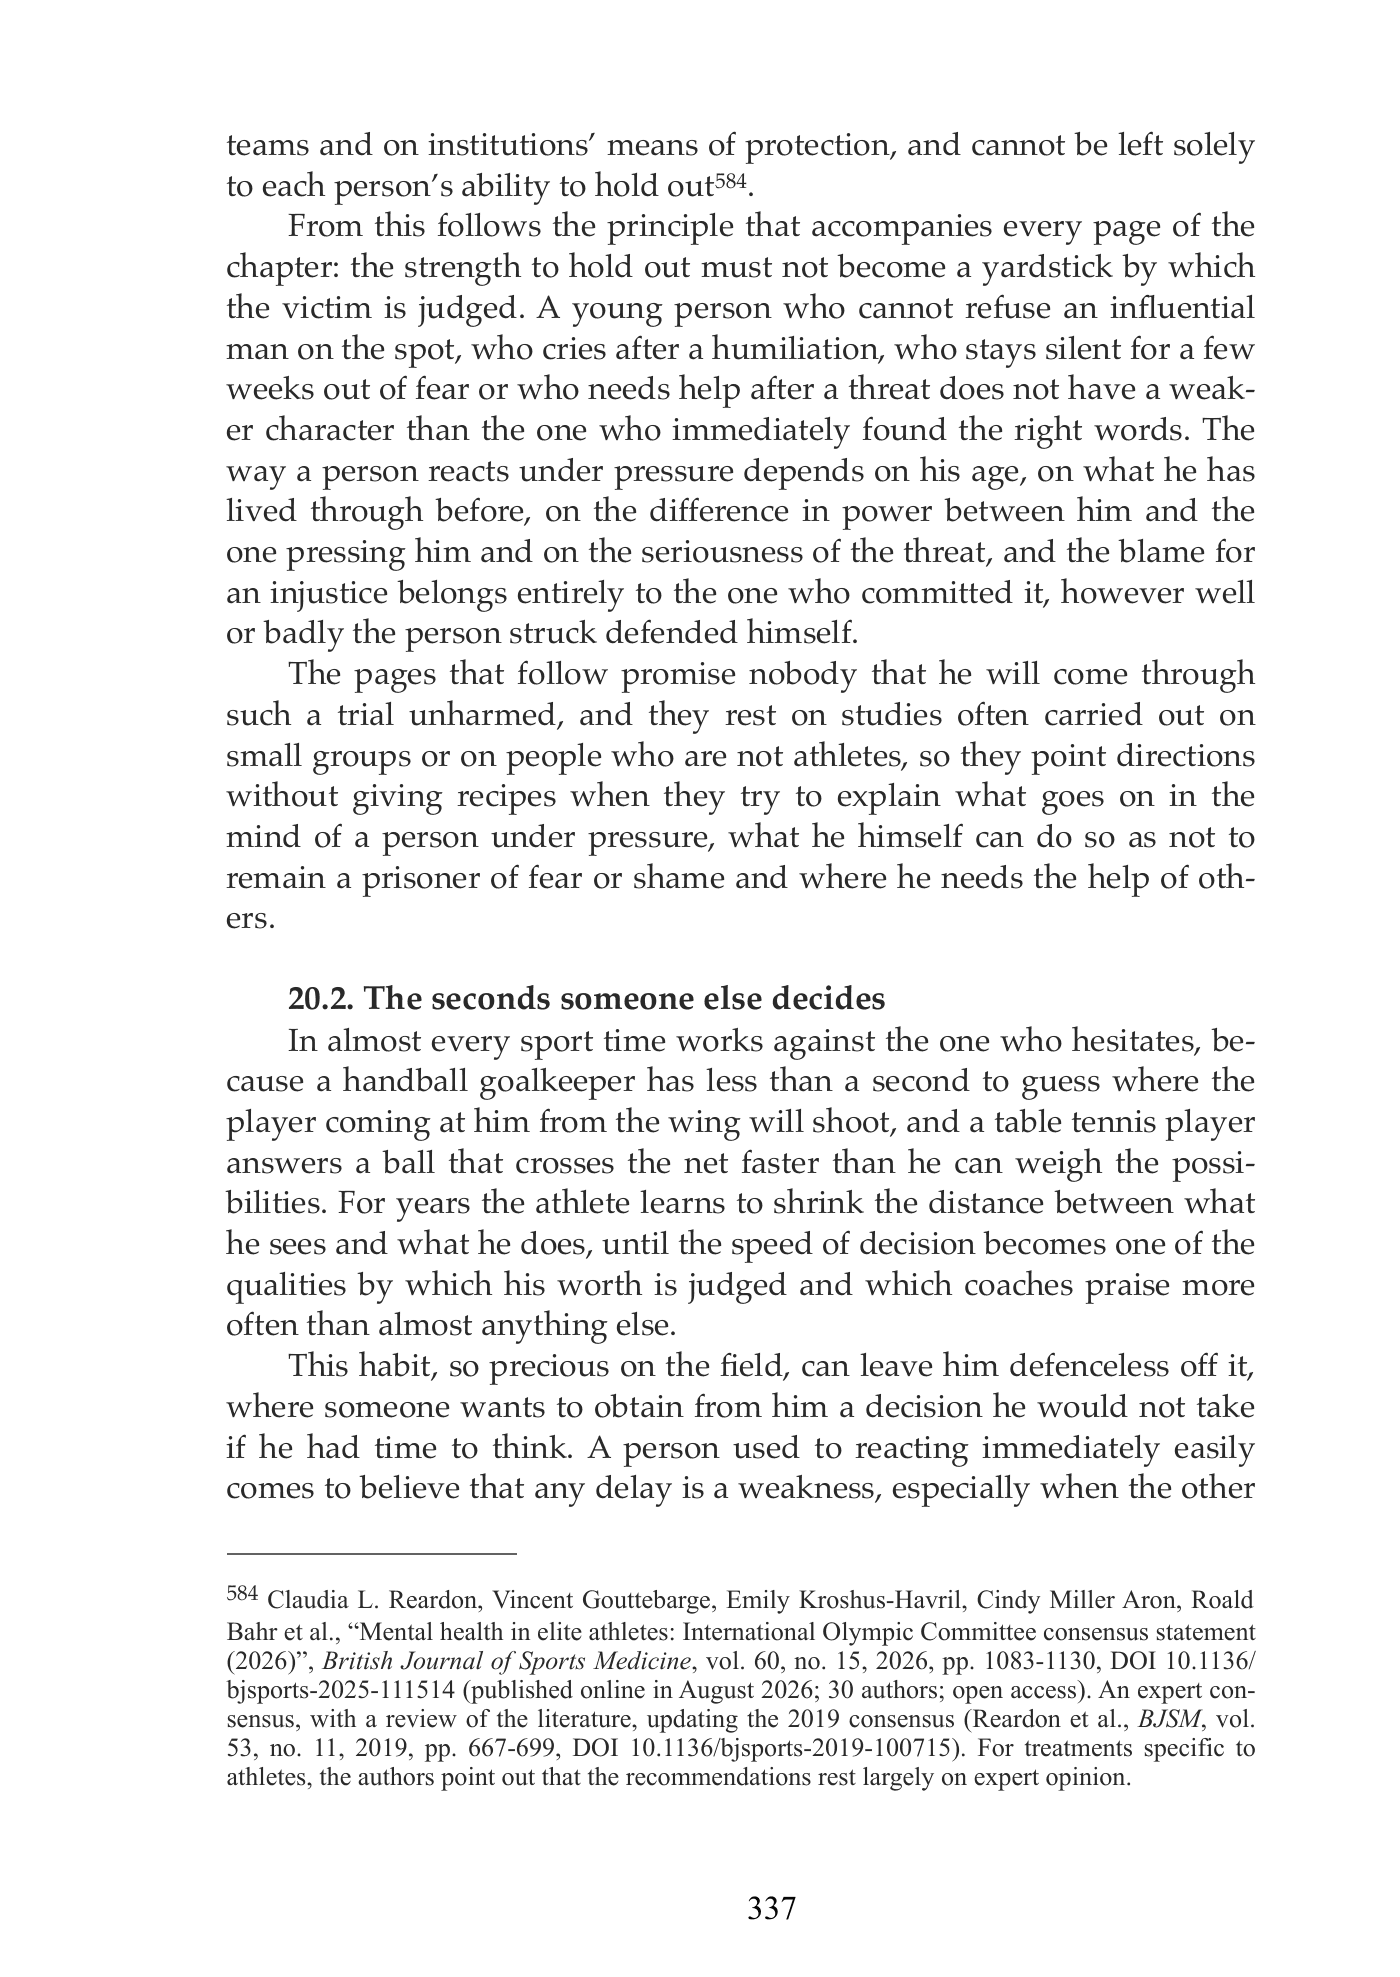 teams and on institutions’ means of protection, and cannot be left solely
to each person’s ability to hold out584.
From this follows the principle that accompanies every page of the
chapter: the strength to hold out must not become a yardstick by which
the victim is judged. A young person who cannot refuse an influential
man on the spot, who cries after a humiliation, who stays silent for a few
weeks out of fear or who needs help after a threat does not have a weak-
er character than the one who immediately found the right words. The
way a person reacts under pressure depends on his age, on what he has
lived through before, on the difference in power between him and the
one pressing him and on the seriousness of the threat, and the blame for
an injustice belongs entirely to the one who committed it, however well
or badly the person struck defended himself.
The pages that follow promise nobody that he will come through
such a trial unharmed, and they rest on studies often carried out on
small groups or on people who are not athletes, so they point directions
without giving recipes when they try to explain what goes on in the
mind of a person under pressure, what he himself can do so as not to
remain a prisoner of fear or shame and where he needs the help of oth-
ers.
20.2. The seconds someone else decides
In almost every sport time works against the one who hesitates, be-
cause a handball goalkeeper has less than a second to guess where the
player coming at him from the wing will shoot, and a table tennis player
answers a ball that crosses the net faster than he can weigh the possi-
bilities. For years the athlete learns to shrink the distance between what
he sees and what he does, until the speed of decision becomes one of the
qualities by which his worth is judged and which coaches praise more
often than almost anything else.
This habit, so precious on the field, can leave him defenceless off it,
where someone wants to obtain from him a decision he would not take
if he had time to think. A person used to reacting immediately easily
comes to believe that any delay is a weakness, especially when the other
584 Claudia L. Reardon, Vincent Gouttebarge, Emily Kroshus-Havril, Cindy Miller Aron, Roald
Bahr et al., “Mental health in elite athletes: International Olympic Committee consensus statement
(2026)”, British Journal of Sports Medicine, vol. 60, no. 15, 2026, pp. 1083-1130, DOI 10.1136/
bjsports-2025-111514 (published online in August 2026; 30 authors; open access). An expert con-
sensus, with a review of the literature, updating the 2019 consensus (Reardon et al., BJSM, vol.
53, no. 11, 2019, pp. 667-699, DOI 10.1136/bjsports-2019-100715). For treatments specific to
athletes, the authors point out that the recommendations rest largely on expert opinion.
337